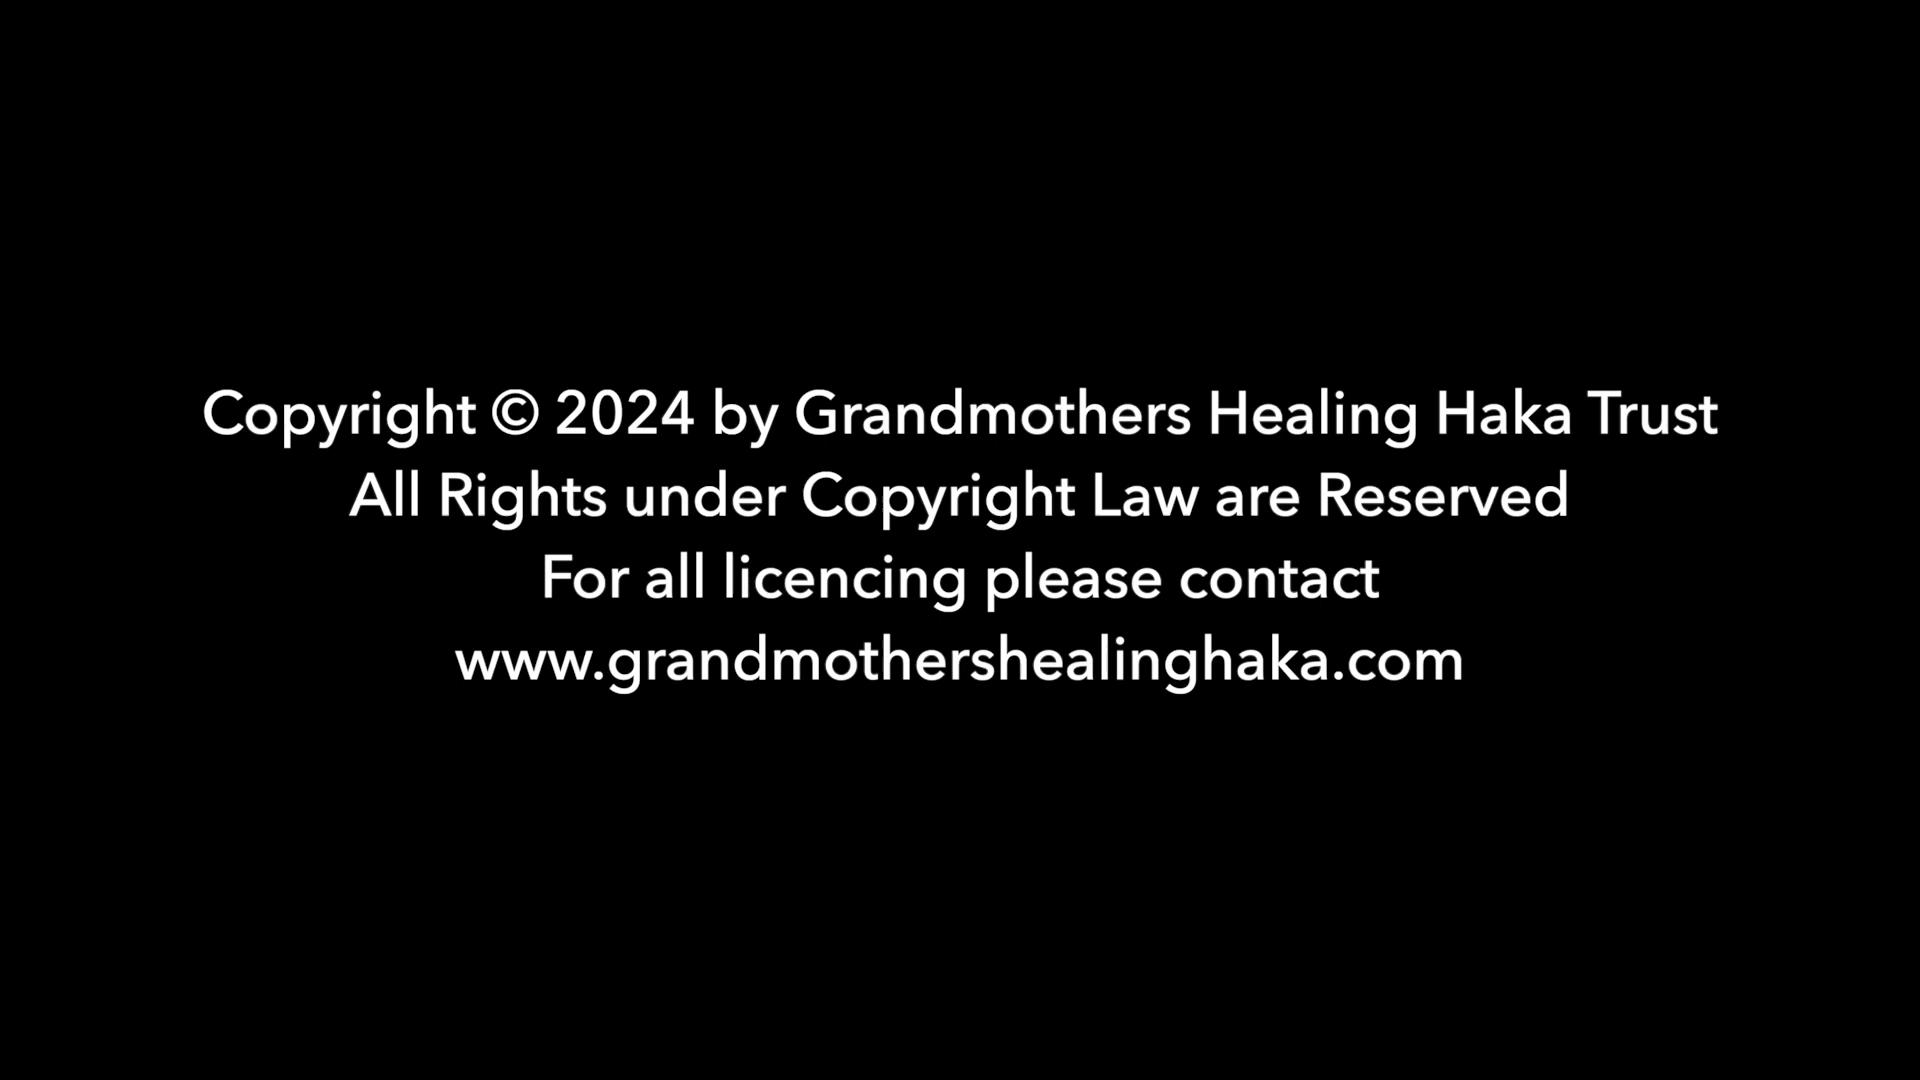 Copyright © 2024 by Grandmothers Healing Haka Trust
All Rights under Copyright Law are Reserved
For all licencing please contact
www.grandmothershealinghaka.com